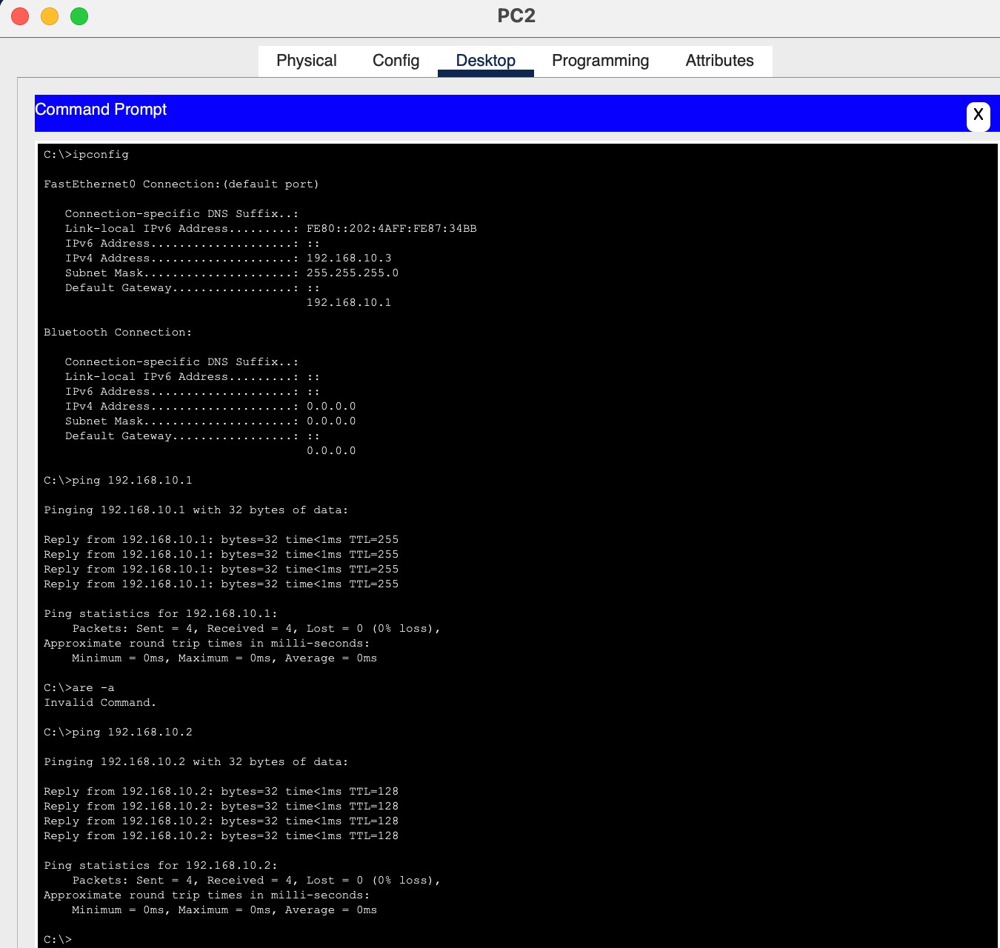 PC2
Physical Config Desktop Programming Attributes
Command Prompt
X
C:\>ipconfig
FastEthernet0 Connection:(default port)
Connection-specific DNS Suffix..:
Link-local IPv6 Address.........: FE80::202:4AFF:FE87:34BB
IPv6 Address....................: ::
IPv4 Address....................: 192.168.10.3
Subnet Mask.....................: 255.255.255.0
Default Gateway.................: ::
192.168.10.1
Bluetooth Connection:
Connection-specific DNS Suffix..:
Link-local IPv6 Address.........: ::
IPv6 Address....................: ::
IPv4 Address....................: 0.0.0.0
Subnet Mask.....................: 0.0.0.0
Default Gateway.................: ::
0.0.0.0
C:\>ping 192.168.10.1
Pinging 192.168.10.1 with 32 bytes of data:
Reply from 192.168.10.1: bytes=32 time<1ms TTL=255
Reply from 192.168.10.1: bytes=32 time<1ms TTL=255
Reply from 192.168.10.1: bytes=32 time<1ms TTL=255
Reply from 192.168.10.1: bytes=32 time<1ms TTL=255
Ping statistics for 192.168.10.1:
Packets: Sent = 4, Received = 4, Lost = 0 (0% loss),
Approximate round trip times in milli-seconds:
Minimum = 0ms, Maximum = 0ms, Average = 0ms
C:\>are -a
Invalid Command.
C:\>ping 192.168.10.2
Pinging 192.168.10.2 with 32 bytes of data:
Reply from 192.168.10.2: bytes=32 time<1ms TTL=128
Reply from 192.168.10.2: bytes=32 time<1ms TTL=128
Reply from 192.168.10.2: bytes=32 time<1ms TTL=128
Reply from 192.168.10.2: bytes=32 time<1ms TTL=128
Ping statistics for 192.168.10.2:
Packets: Sent = 4, Received = 4, Lost = 0 (0% loss),
Approximate round trip times in milli-seconds:
Minimum = 0ms, Maximum = 0ms, Average = 0ms
C:\>